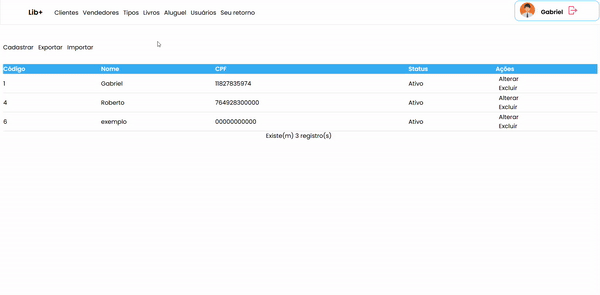 Lib+ Clientes Vendedores Tipos Livros Aluguel Usuários Seu retorno Gabriel
Cadastrar Exportar Importar
Código Nome CPF Status Ações
1 Gabriel 11827835974 Ativo Alterar
Excluir
4 Roberto 764928300000 Ativo Alterar
Excluir
6 exemplo 00000000000 Ativo Alterar
Excluir
Existe(m) 3 registro(s)